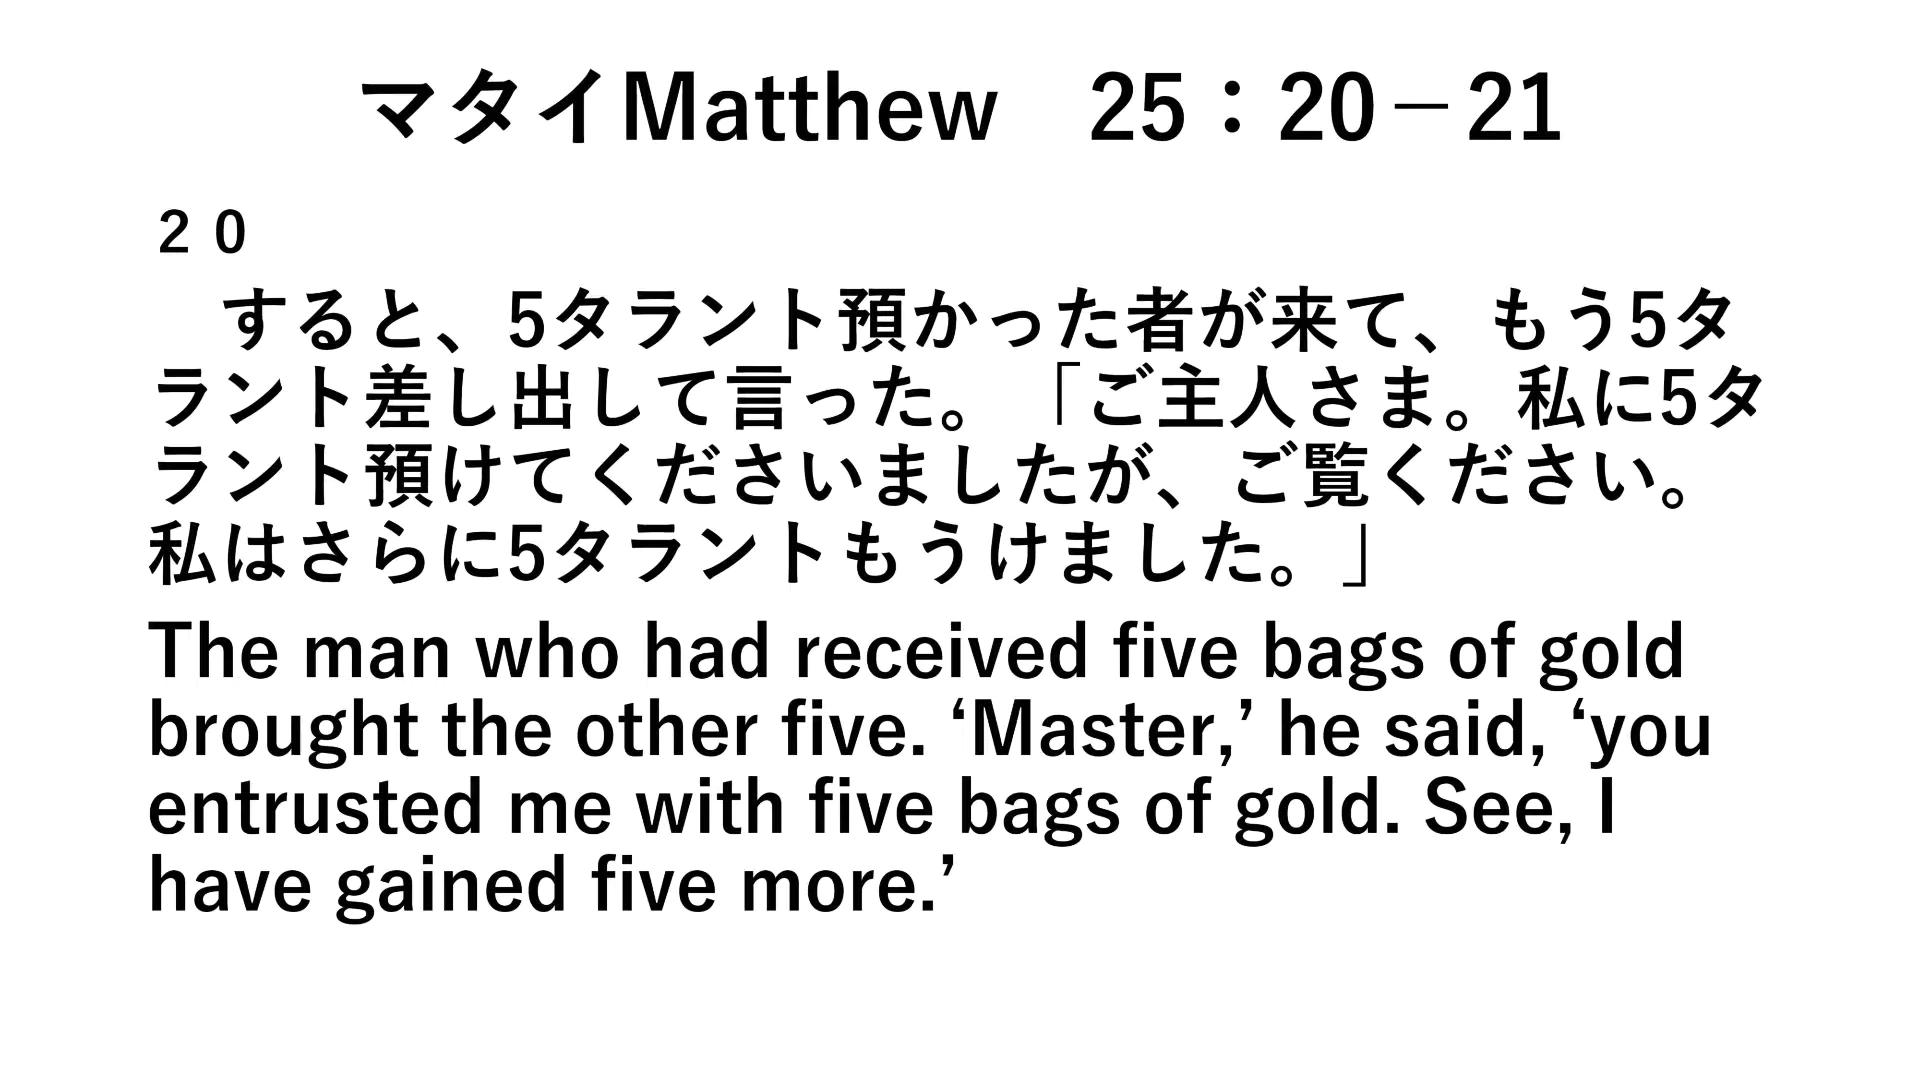 マタイMatthew　25：20－21
２０
　すると、5タラント預かった者が来て、もう5タ
ラント差し出して言った。「ご主人さま。私に5タ
ラント預けてくださいましたが、ご覧ください。
私はさらに5タラントもうけました。」
The man who had received five bags of gold
brought the other five. ‘Master,’ he said, ‘you
entrusted me with five bags of gold. See, I
have gained five more.’